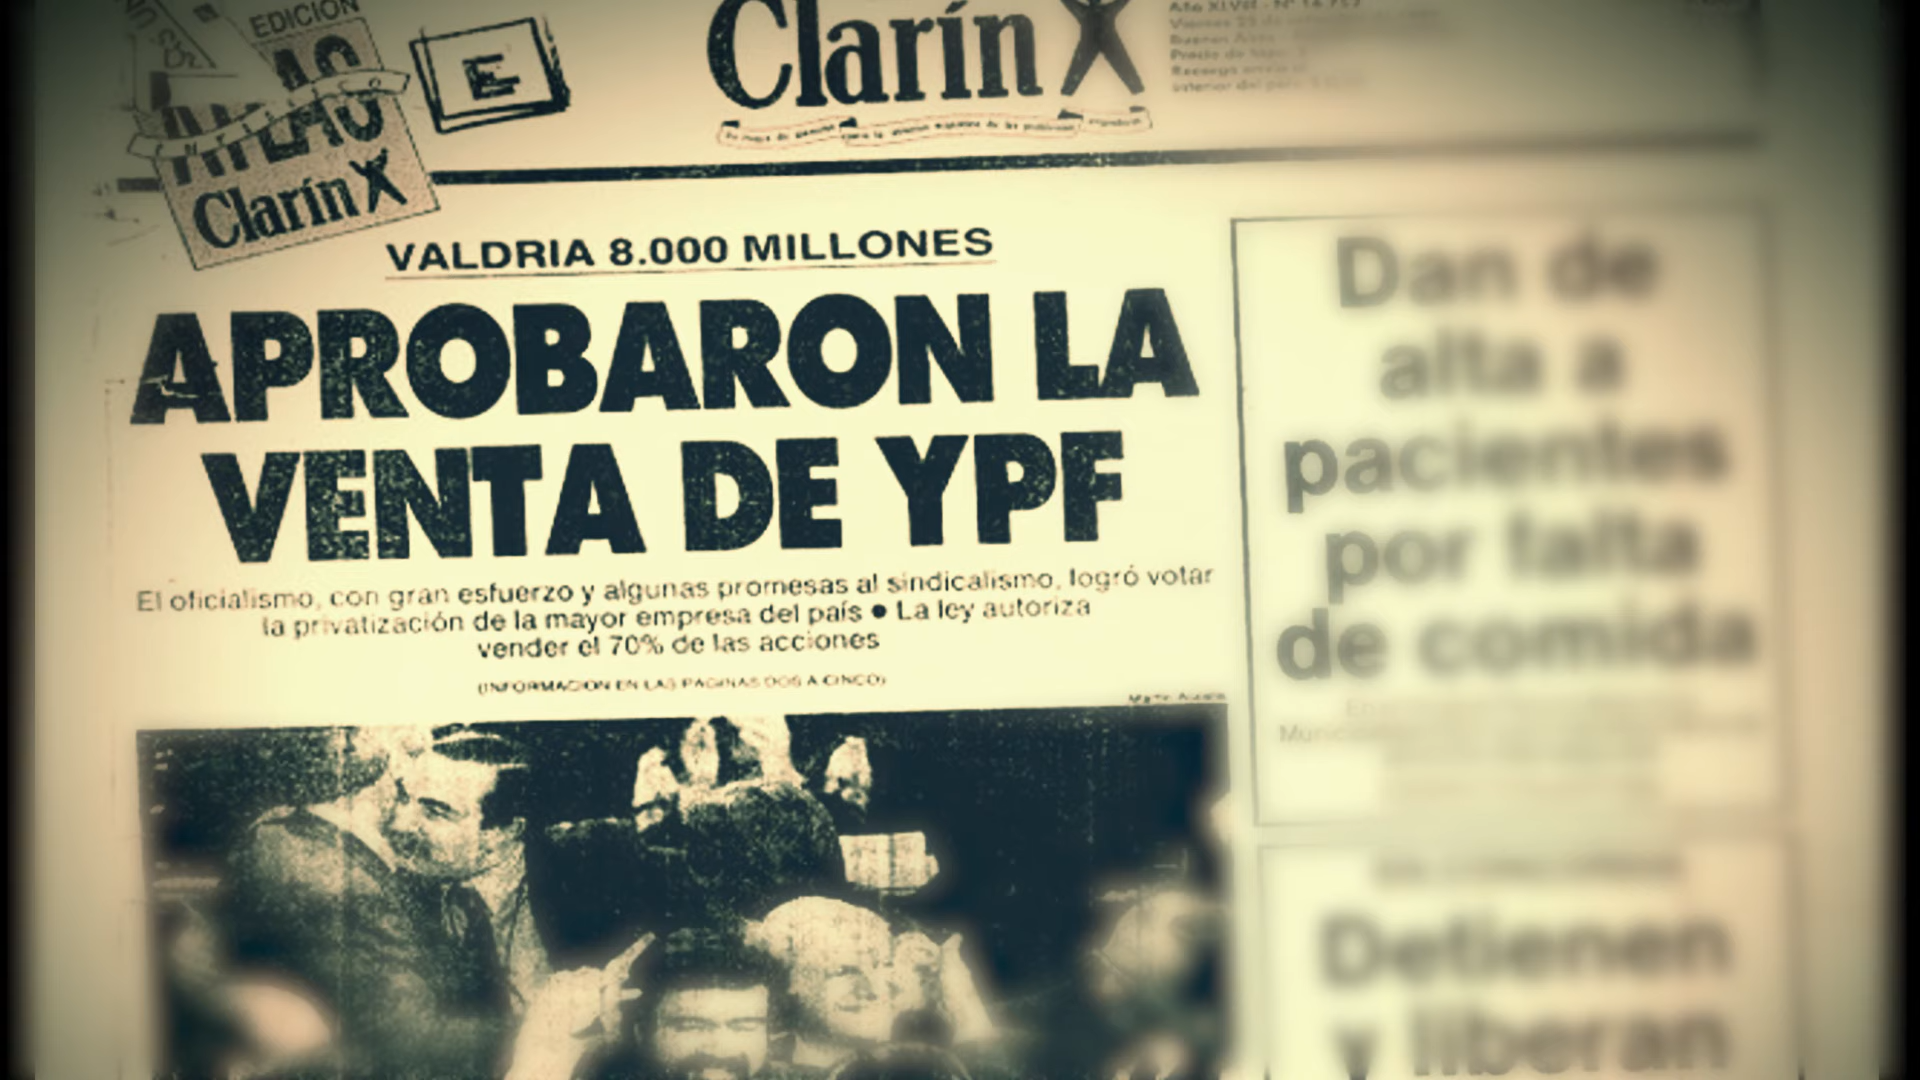 EDICIÓN
ATLAS
Clarín
E
Clarín
VALDRIA 8.000 MILLONES
APROBARON LA
VENTA DE YPF
El oficialismo, con gran esfuerzo y algunas promesas al sindicalismo, logró votar
la privatización de la mayor empresa del país ● La ley autoriza
vender el 70% de las acciones
(INFORMACION EN LAS PAGINAS DOS A CINCO)
Dan de
alta a
pacientes
por falta
de comida
Detienen
y liberan